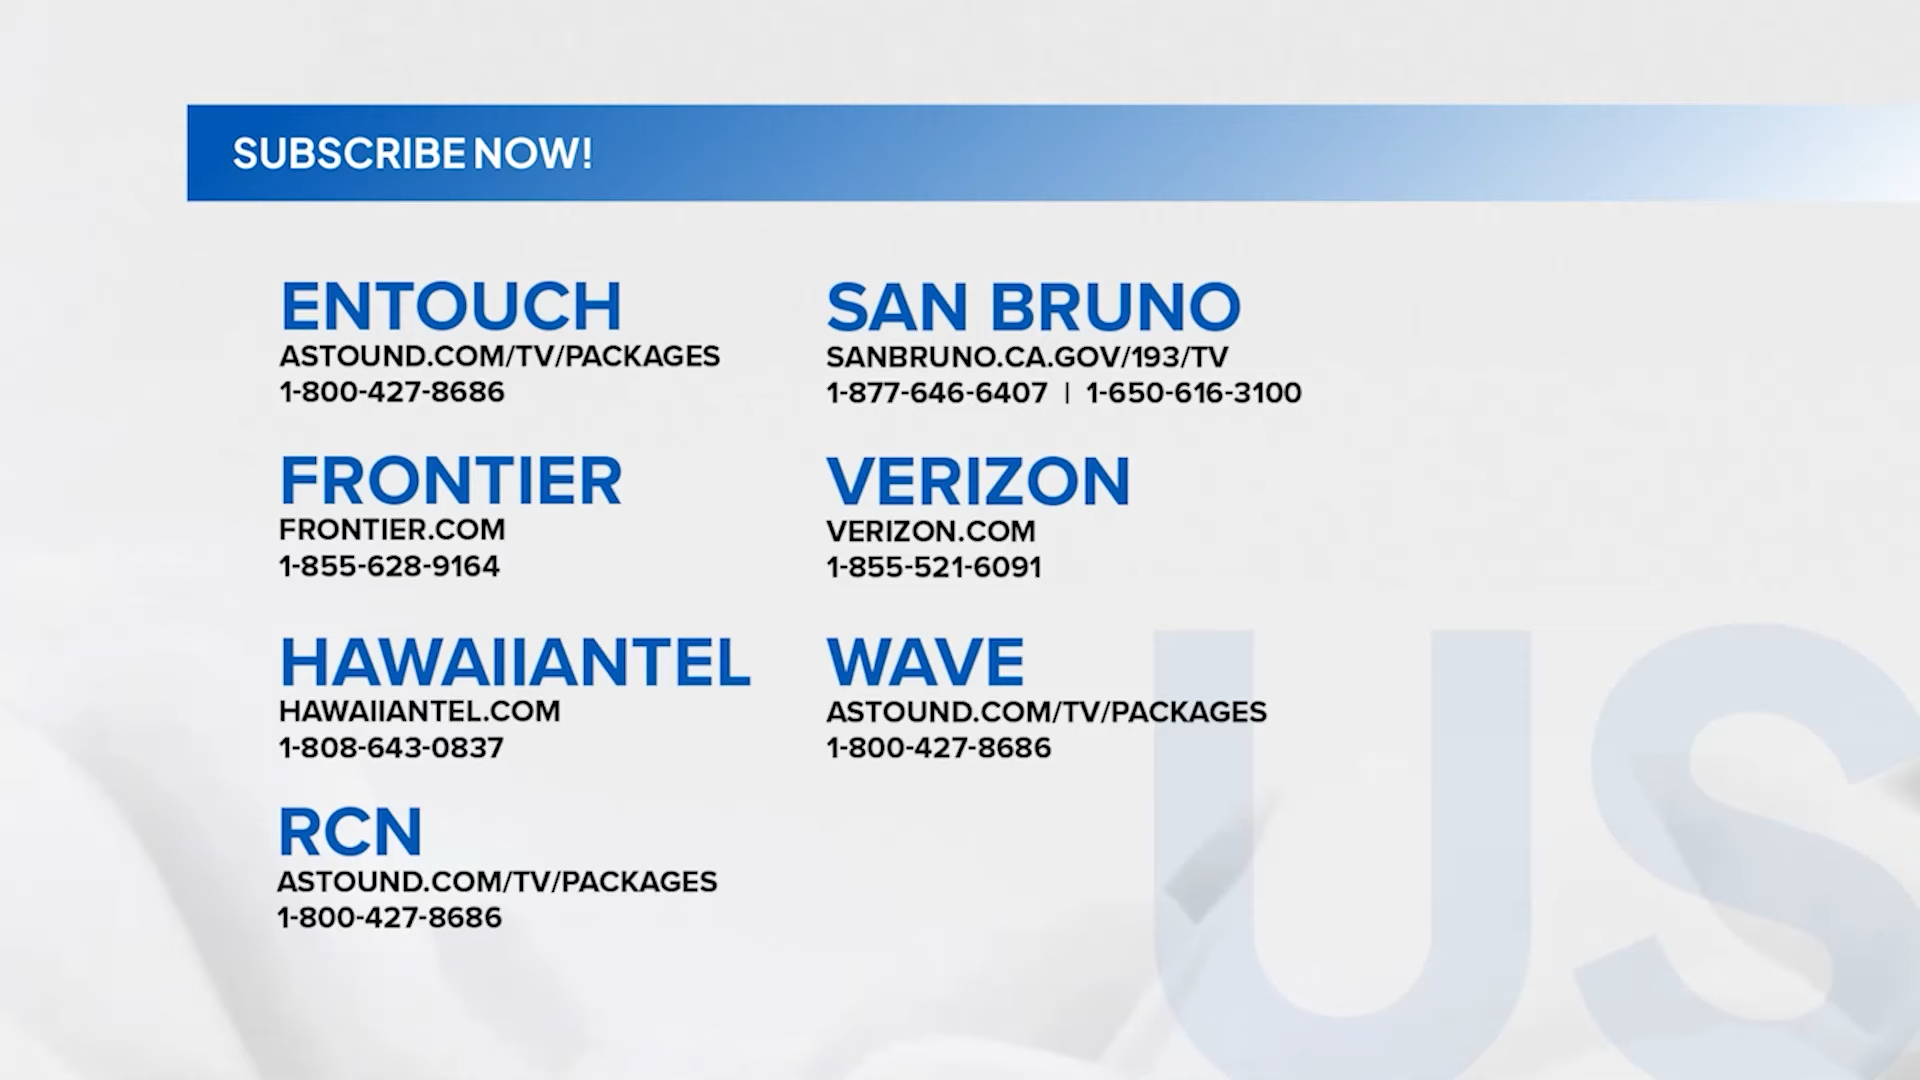 SUBSCRIBE NOW!
ENTOUCH
ASTOUND.COM/TV/PACKAGES
1-800-427-8686
FRONTIER
FRONTIER.COM
1-855-628-9164
HAWAIIANTEL
HAWAIIANTEL.COM
1-808-643-0837
RCN
ASTOUND.COM/TV/PACKAGES
1-800-427-8686
SAN BRUNO
SANBRUNO.CA.GOV/193/TV
1-877-646-6407 | 1-650-616-3100
VERIZON
VERIZON.COM
1-855-521-6091
WAVE
ASTOUND.COM/TV/PACKAGES
1-800-427-8686
US